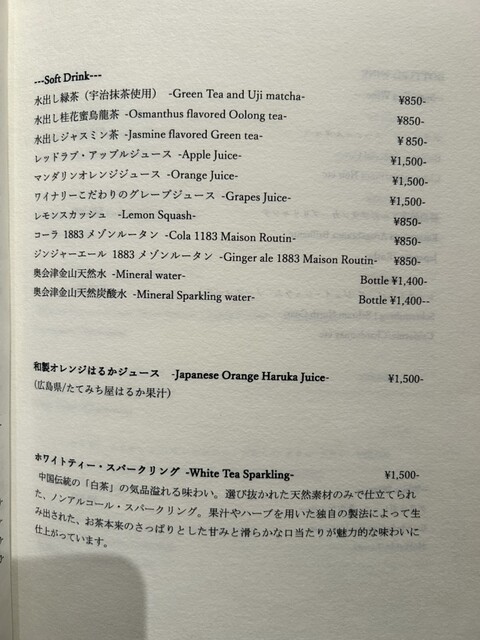 ---Soft Drink---
水出し緑茶（宇治抹茶使用） -Green Tea and Uji matcha- ¥850-
水出し桂花蜜烏龍茶 -Osmanthus flavored Oolong tea- ¥850-
水出しジャスミン茶 -Jasmine flavored Green tea- ¥850-
レッドラブ・アップルジュース -Apple Juice- ¥1,500-
マンダリンオレンジジュース -Orange Juice- ¥1,500-
ワイナリーこだわりのグレープジュース -Grapes Juice- ¥1,500-
レモンスカッシュ -Lemon Squash- ¥850-
コーラ 1883 メゾンルータン -Cola 1183 Maison Routin- ¥850-
ジンジャーエール 1883 メゾンルータン -Ginger ale 1883 Maison Routin- ¥850-
奥会津金山天然水 -Mineral water- Bottle ¥1,400-
奥会津金山天然炭酸水 -Mineral Sparkling water- Bottle ¥1,400--
和製オレンジはるかジュース -Japanese Orange Haruka Juice- ¥1,500-
(広島県/たてみち屋はるか果汁)
ホワイトティー・スパークリング -White Tea Sparkling- ¥1,500-
中国伝統の「白茶」の気品溢れる味わい。選び抜かれた天然素材のみで仕立てられ
た、ノンアルコール・スパークリング。果汁やハーブを用いた独自の製法によって生
み出された、お茶本来のさっぱりとした甘みと滑らかな口当たりが魅力的な味わいに
仕上がっています。